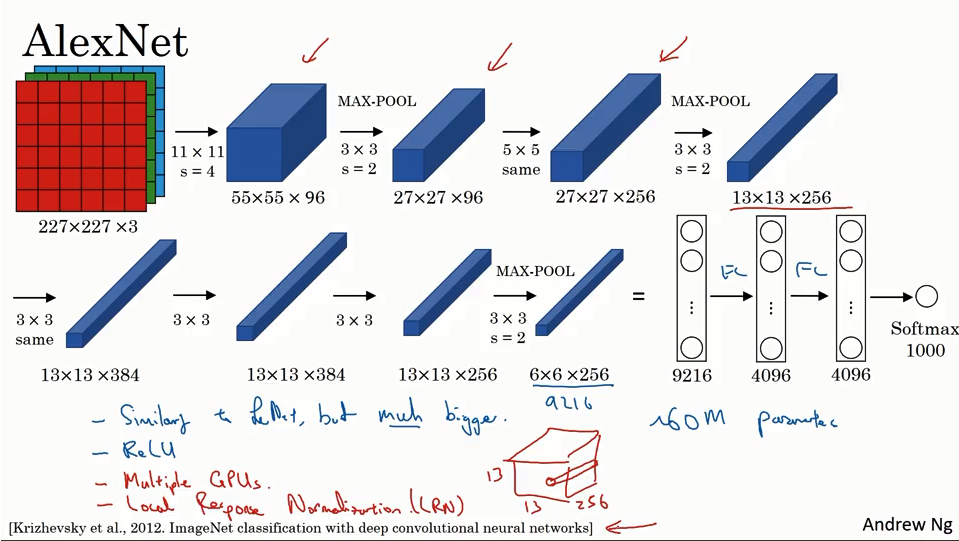 AlexNet
MAX-POOL
MAX-POOL
11 × 11
s = 4
3 × 3
s = 2
5 × 5
same
3 × 3
s = 2
227×227 ×3
55×55 × 96
27×27 ×96
27×27 ×256
13×13 ×256
3 × 3
same
3 × 3
3 × 3
MAX-POOL
3 × 3
s = 2
=
FC
FC
⋮
⋮
⋮
Softmax
1000
13×13 ×384
13×13 ×384
13×13 ×256
6×6 ×256
9216
4096
4096
9216
- Similar to LeNet, but much bigger.
~60M parameters
- ReLU
- Multiple GPUs.
- Local Response Normalization (LRN)
13
13
256
[Krizhevsky et al., 2012. ImageNet classification with deep convolutional neural networks]
Andrew Ng